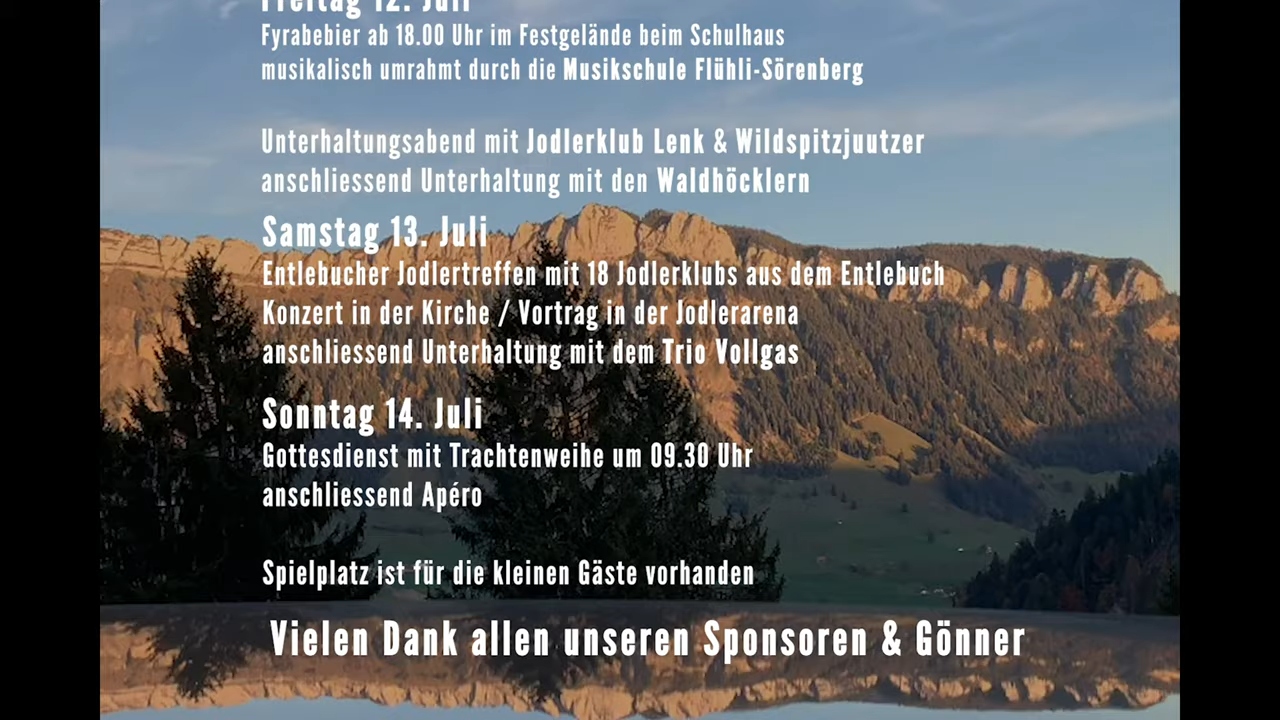 Freitag 12. Juli
Fyrabebier ab 18.00 Uhr im Festgelände beim Schulhaus
musikalisch umrahmt durch die Musikschule Flühli-Sörenberg
Unterhaltungsabend mit Jodlerklub Lenk & Wildspitzjuutzer
anschliessend Unterhaltung mit den Waldhöcklern
Samstag 13. Juli
Entlebucher Jodlertreffen mit 18 Jodlerklubs aus dem Entlebuch
Konzert in der Kirche / Vortrag in der Jodlerarena
anschliessend Unterhaltung mit dem Trio Vollgas
Sonntag 14. Juli
Gottesdienst mit Trachtenweihe um 09.30 Uhr
anschliessend Apéro
Spielplatz ist für die kleinen Gäste vorhanden
Vielen Dank allen unseren Sponsoren & Gönner